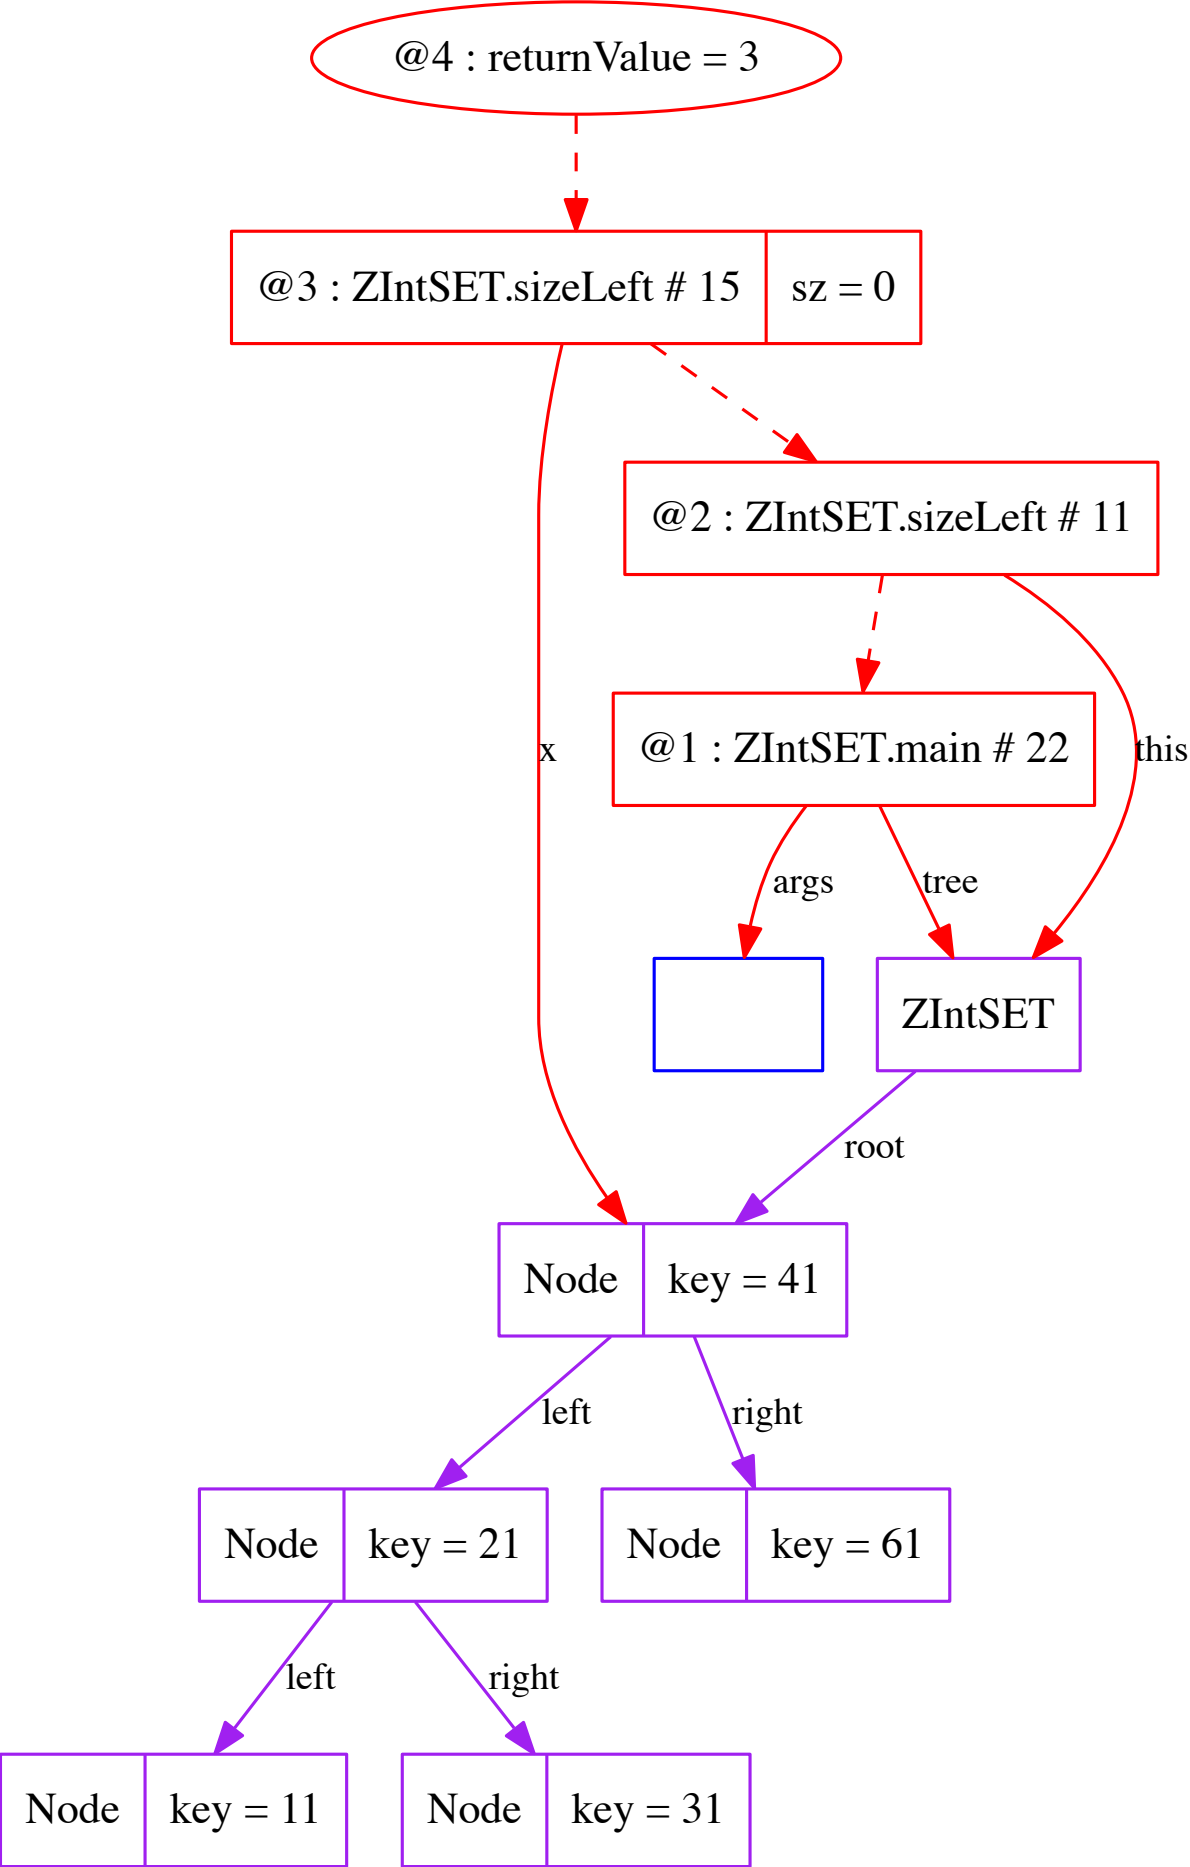 @4 : returnValue = 3
@3 : ZIntSET.sizeLeft # 15 sz = 0
@2 : ZIntSET.sizeLeft # 11
x
@1 : ZIntSET.main # 22
this
args
tree
ZIntSET
root
Node key = 41
left
right
Node key = 21
Node key = 61
left
right
Node key = 11
Node key = 31